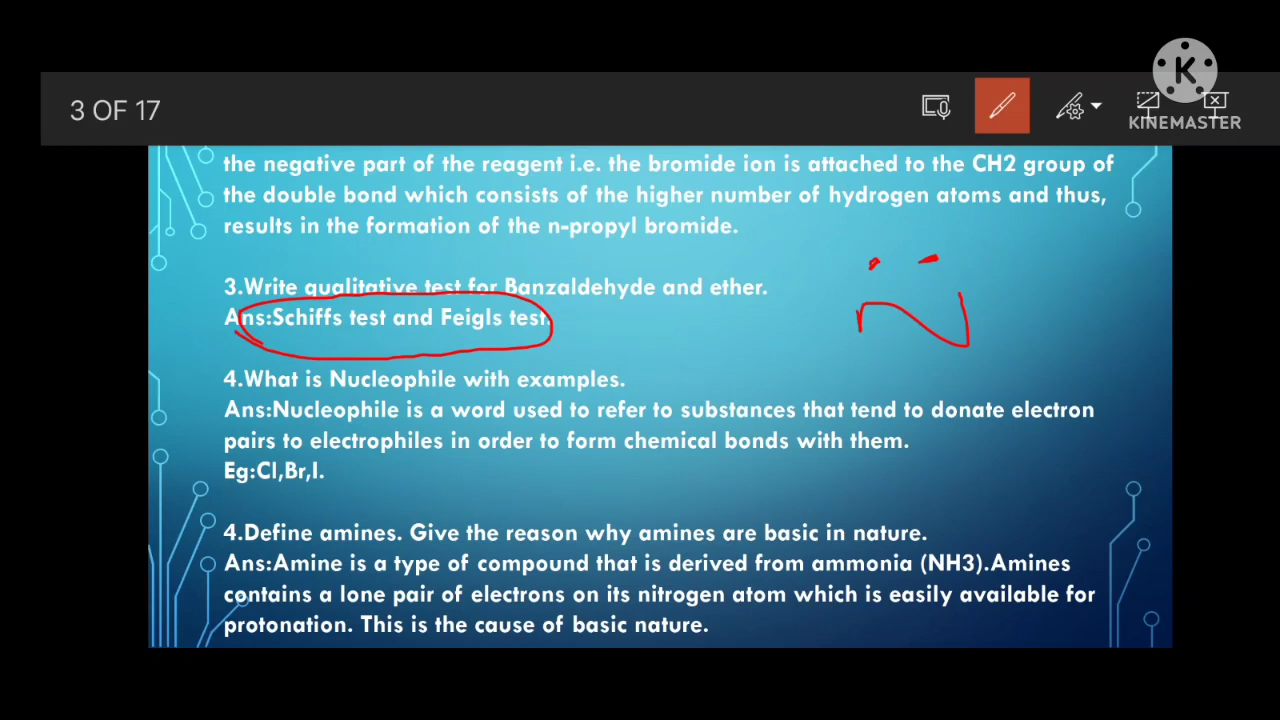 3 OF 17
KINEMASTER
the negative part of the reagent i.e. the bromide ion is attached to the CH2 group of
the double bond which consists of the higher number of hydrogen atoms and thus,
results in the formation of the n-propyl bromide.
3.Write qualitative test for Banzaldehyde and ether.
Ans:Schiffs test and Feigls test.
4.What is Nucleophile with examples.
Ans:Nucleophile is a word used to refer to substances that tend to donate electron
pairs to electrophiles in order to form chemical bonds with them.
Eg:Cl,Br,I.
4.Define amines. Give the reason why amines are basic in nature.
Ans:Amine is a type of compound that is derived from ammonia (NH3).Amines
contains a lone pair of electrons on its nitrogen atom which is easily available for
protonation. This is the cause of basic nature.